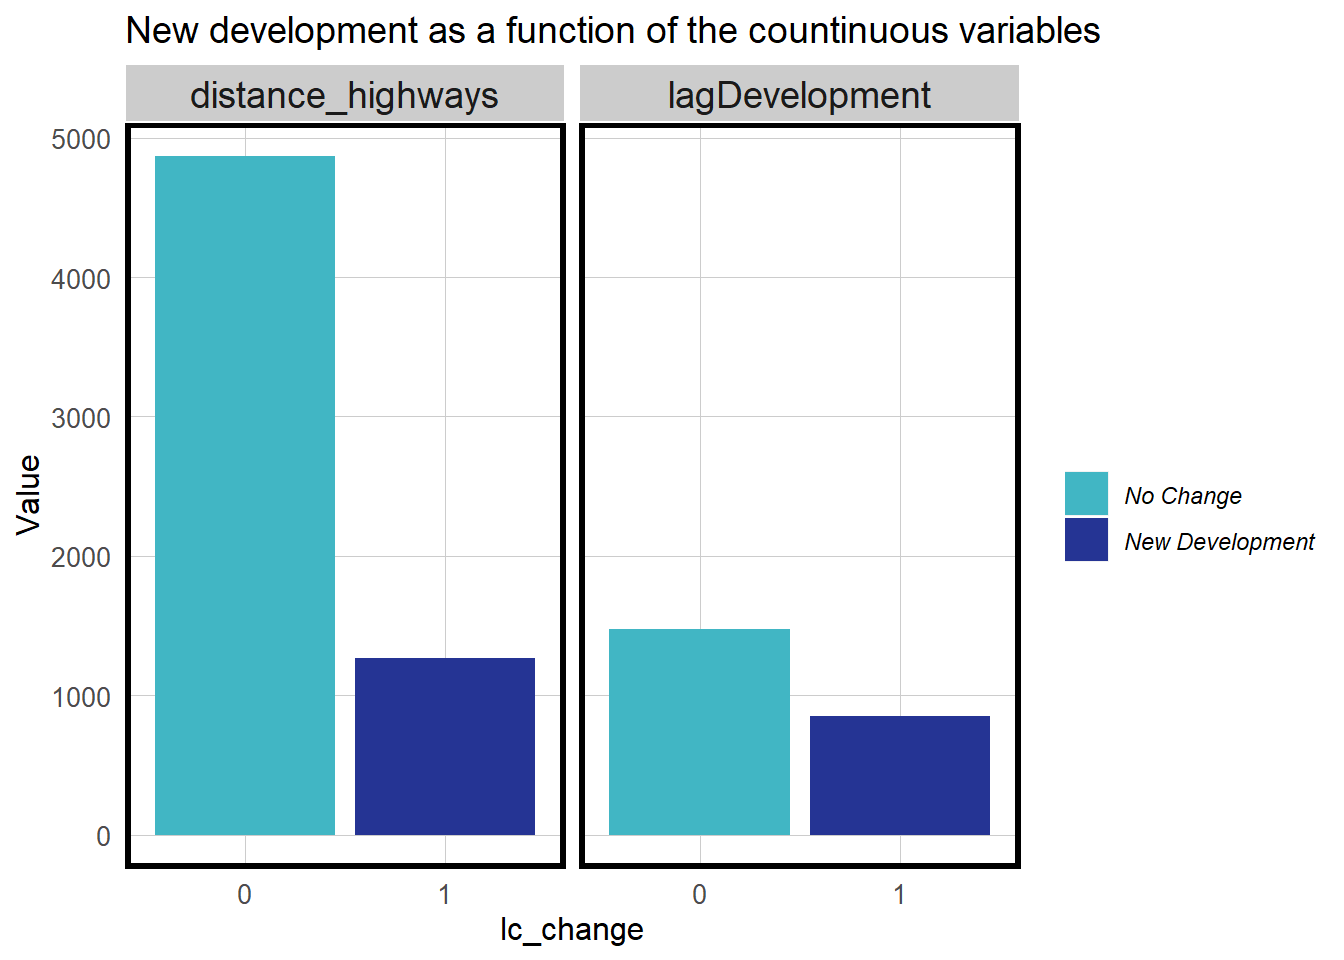 New development as a function of the countinuous variables
distance_highways
lagDevelopment
5000
4000
3000
2000
1000
0
Value
0
1
0
1
lc_change
No Change
New Development